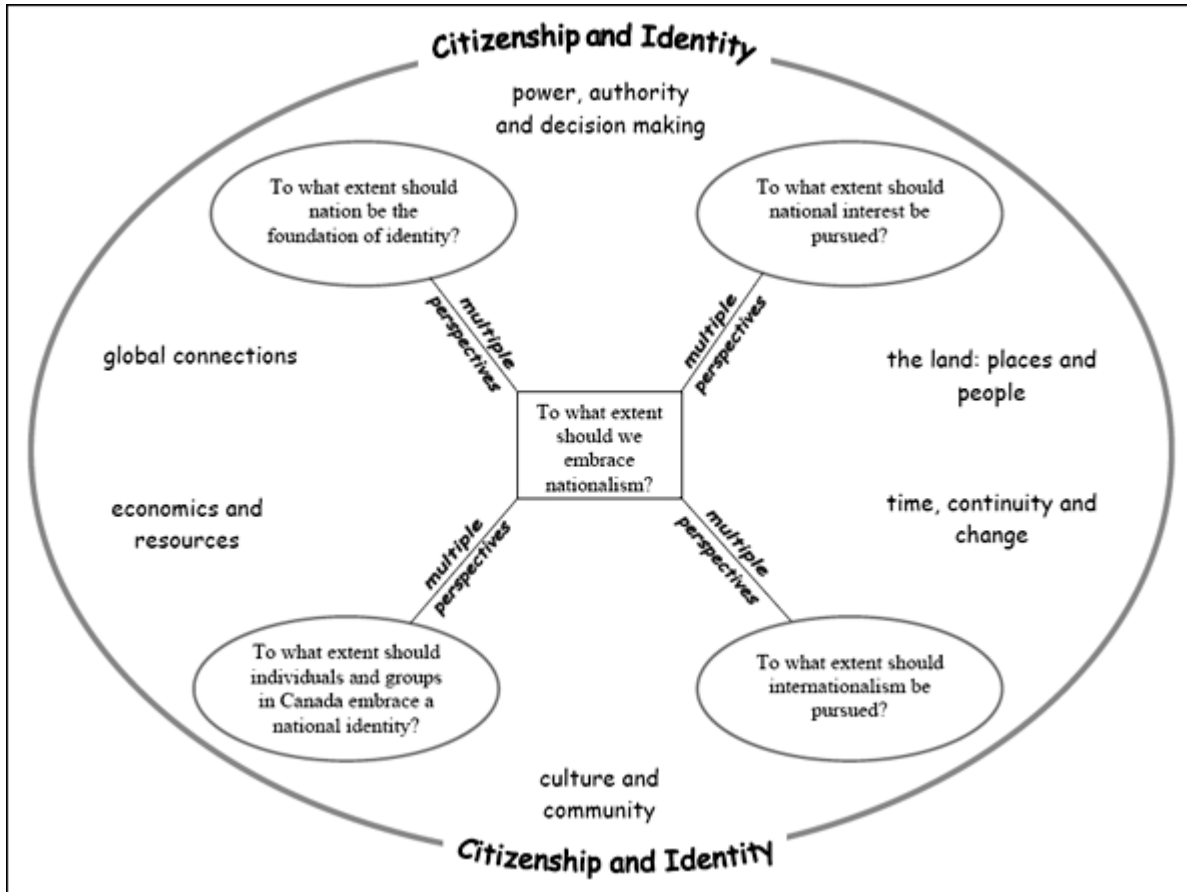 Citizenship and Identity
power, authority
and decision making
To what extent should
nation be the
foundation of identity?
To what extent should
national interest be
pursued?
multiple
perspectives
multiple
perspectives
global connections
the land: places and
people
To what extent
should we
embrace
nationalism?
economics and
resources
time, continuity and
change
multiple
perspectives
multiple
perspectives
To what extent should
individuals and groups
in Canada embrace a
national identity?
To what extent should
internationalism be
pursued?
culture and
community
Citizenship and Identity